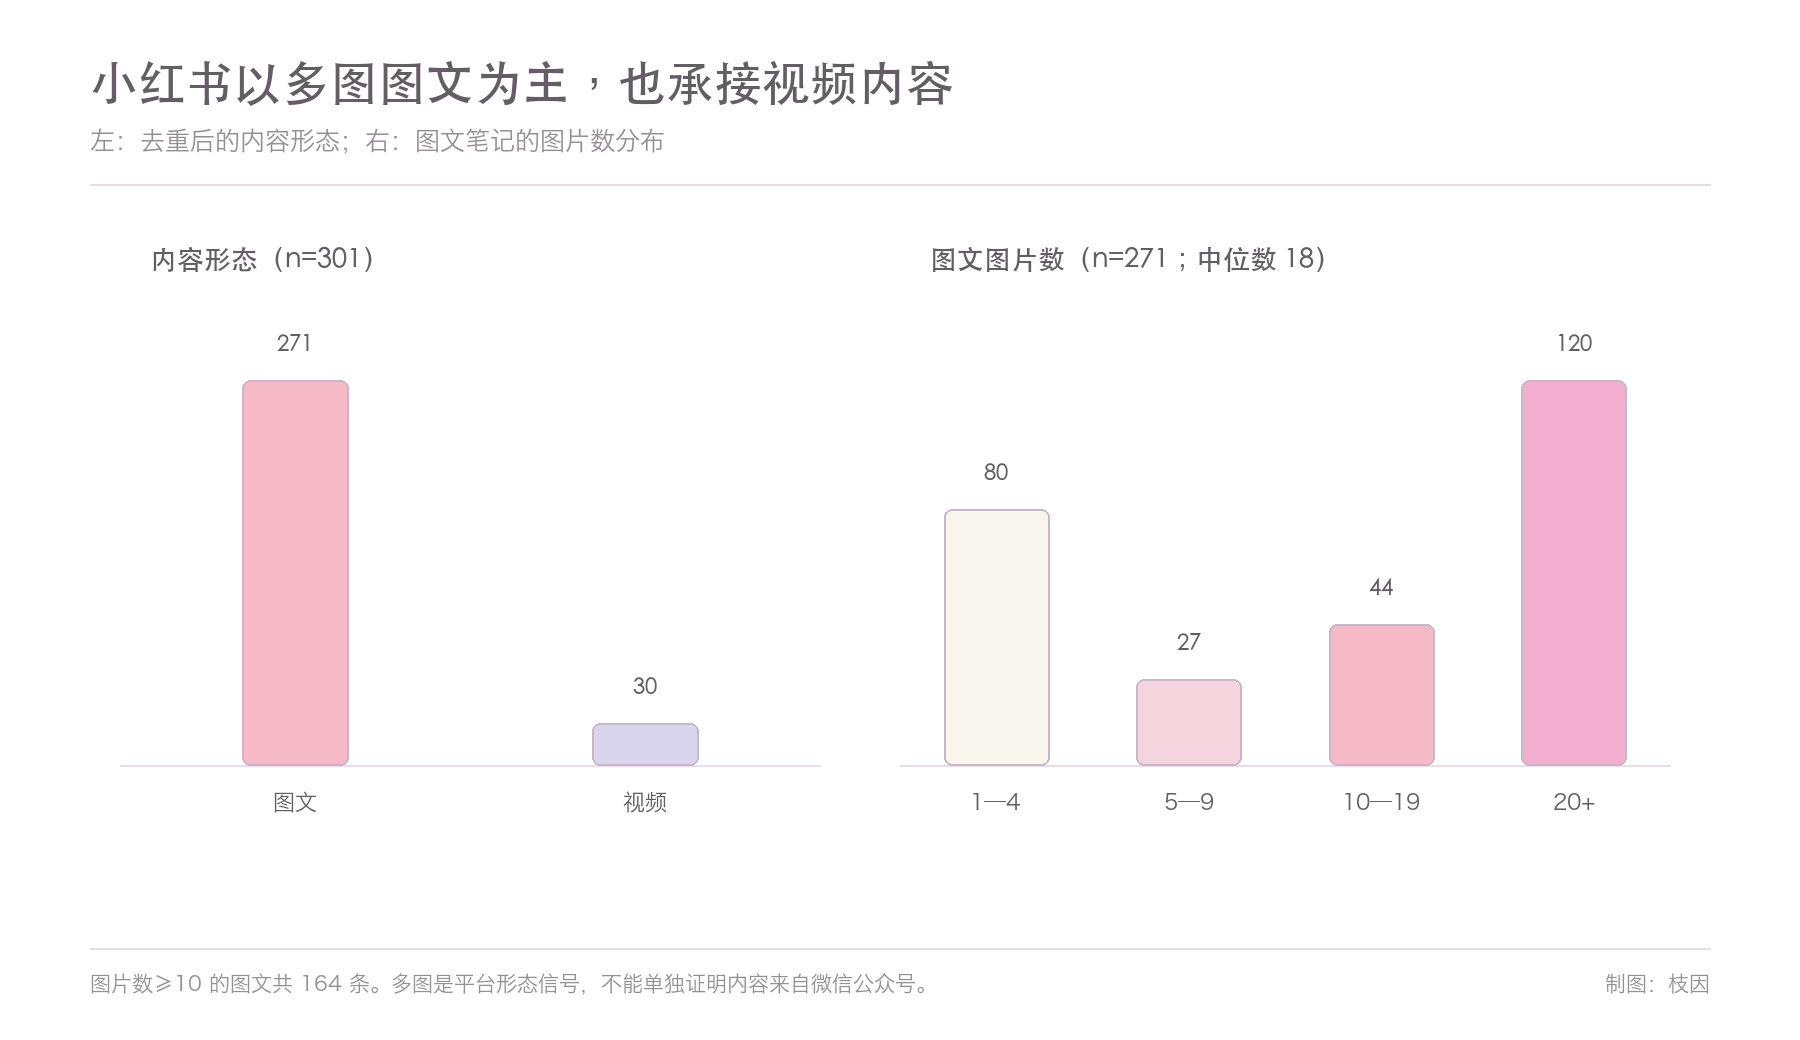 小红书以多图图文为主，也承接视频内容
左：去重后的内容形态；右：图文笔记的图片数分布
内容形态（n=301）
图文图片数（n=271；中位数 18）
271
30
图文
视频
80
27
44
120
1—4
5—9
10—19
20+
图片数≥10 的图文共 164 条。多图是平台形态信号，不能单独证明内容来自微信公众号。
制图：枝因